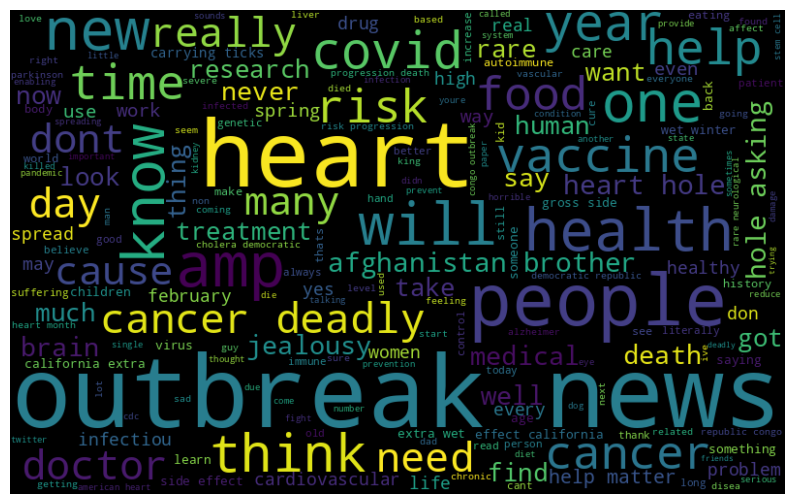 love
sounds
liver
based
called
new
really
drug
year
help
eating
found
little
right
covid
real
provide
affect
system
increase
stem cell
parkinson
enabling
carrying ticks
progression death
rare
care
autoimmune
time
research
severe
died
infection
youre
everyone
vascular
patient
now
never
high
food
want
even
body
use
work
infected
risk
condition
cure
back
one
dont
spreading
seem
genetic
spring
risk progression
way
kid
human
wet winter
going
state
important
killed
pandemic
world
look
thing
know
heart
kidney
better
king
paper
congo outbreak
vaccine
another
hole asking
didn
prevent
make
day
many
hand
say
heart hole
sometimes
man
non
coming
horrible
will
still
gross side
spread
treatment
health
rare neurological
trying
damage
believe
good
cholera democratic
thats
someone
may
cause
amp
afghanistan brother
democratic republic
healthy
yes
always
level
used
take
history
reduce
suffering
children
february
die
talking
feeling
people
much
cancer deadly
don
heart month
single
guy
start
control
alzheimer
see
literally
deadly
brain
virus
thought
jealousy
women
medical
death
ive
got
california extra
immune
sure
eye
saying
prevention
lot
outbreak news
sad
due
today
well
next
cdc
come
number
every
age
dog
twitter
fight
dad
old
extra wet
effect california
thank
related
republic congo
infectiou
think
need
read
person
something
learn
diet
cancer
friends
doctor
find
problem
side effect
cardiovascular
life
chronic
help matter
long
serious
getting
american heart
cant
disea